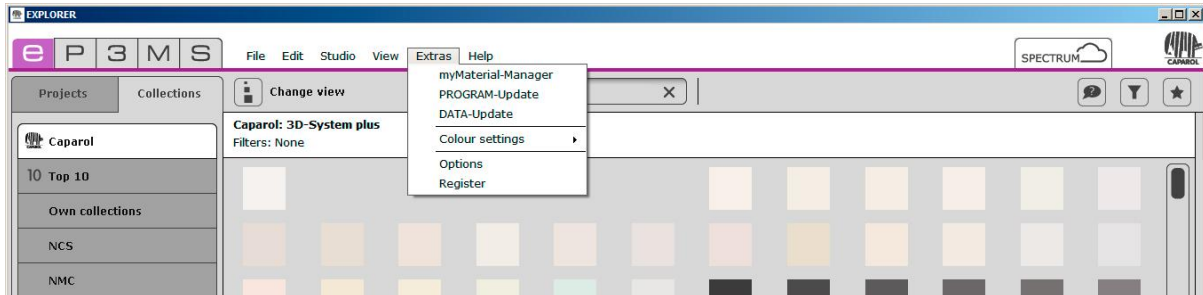 EXPLORER
e P 3 M S
File Edit Studio View Extras Help
SPECTRUM
CAPAROL
Projects Collections
Change view
myMaterial-Manager
PROGRAM-Update
DATA-Update
Colour settings
Options
Register
Caparol: 3D-System plus
Filters: None
Caparol
10 Top 10
Own collections
NCS
NMC